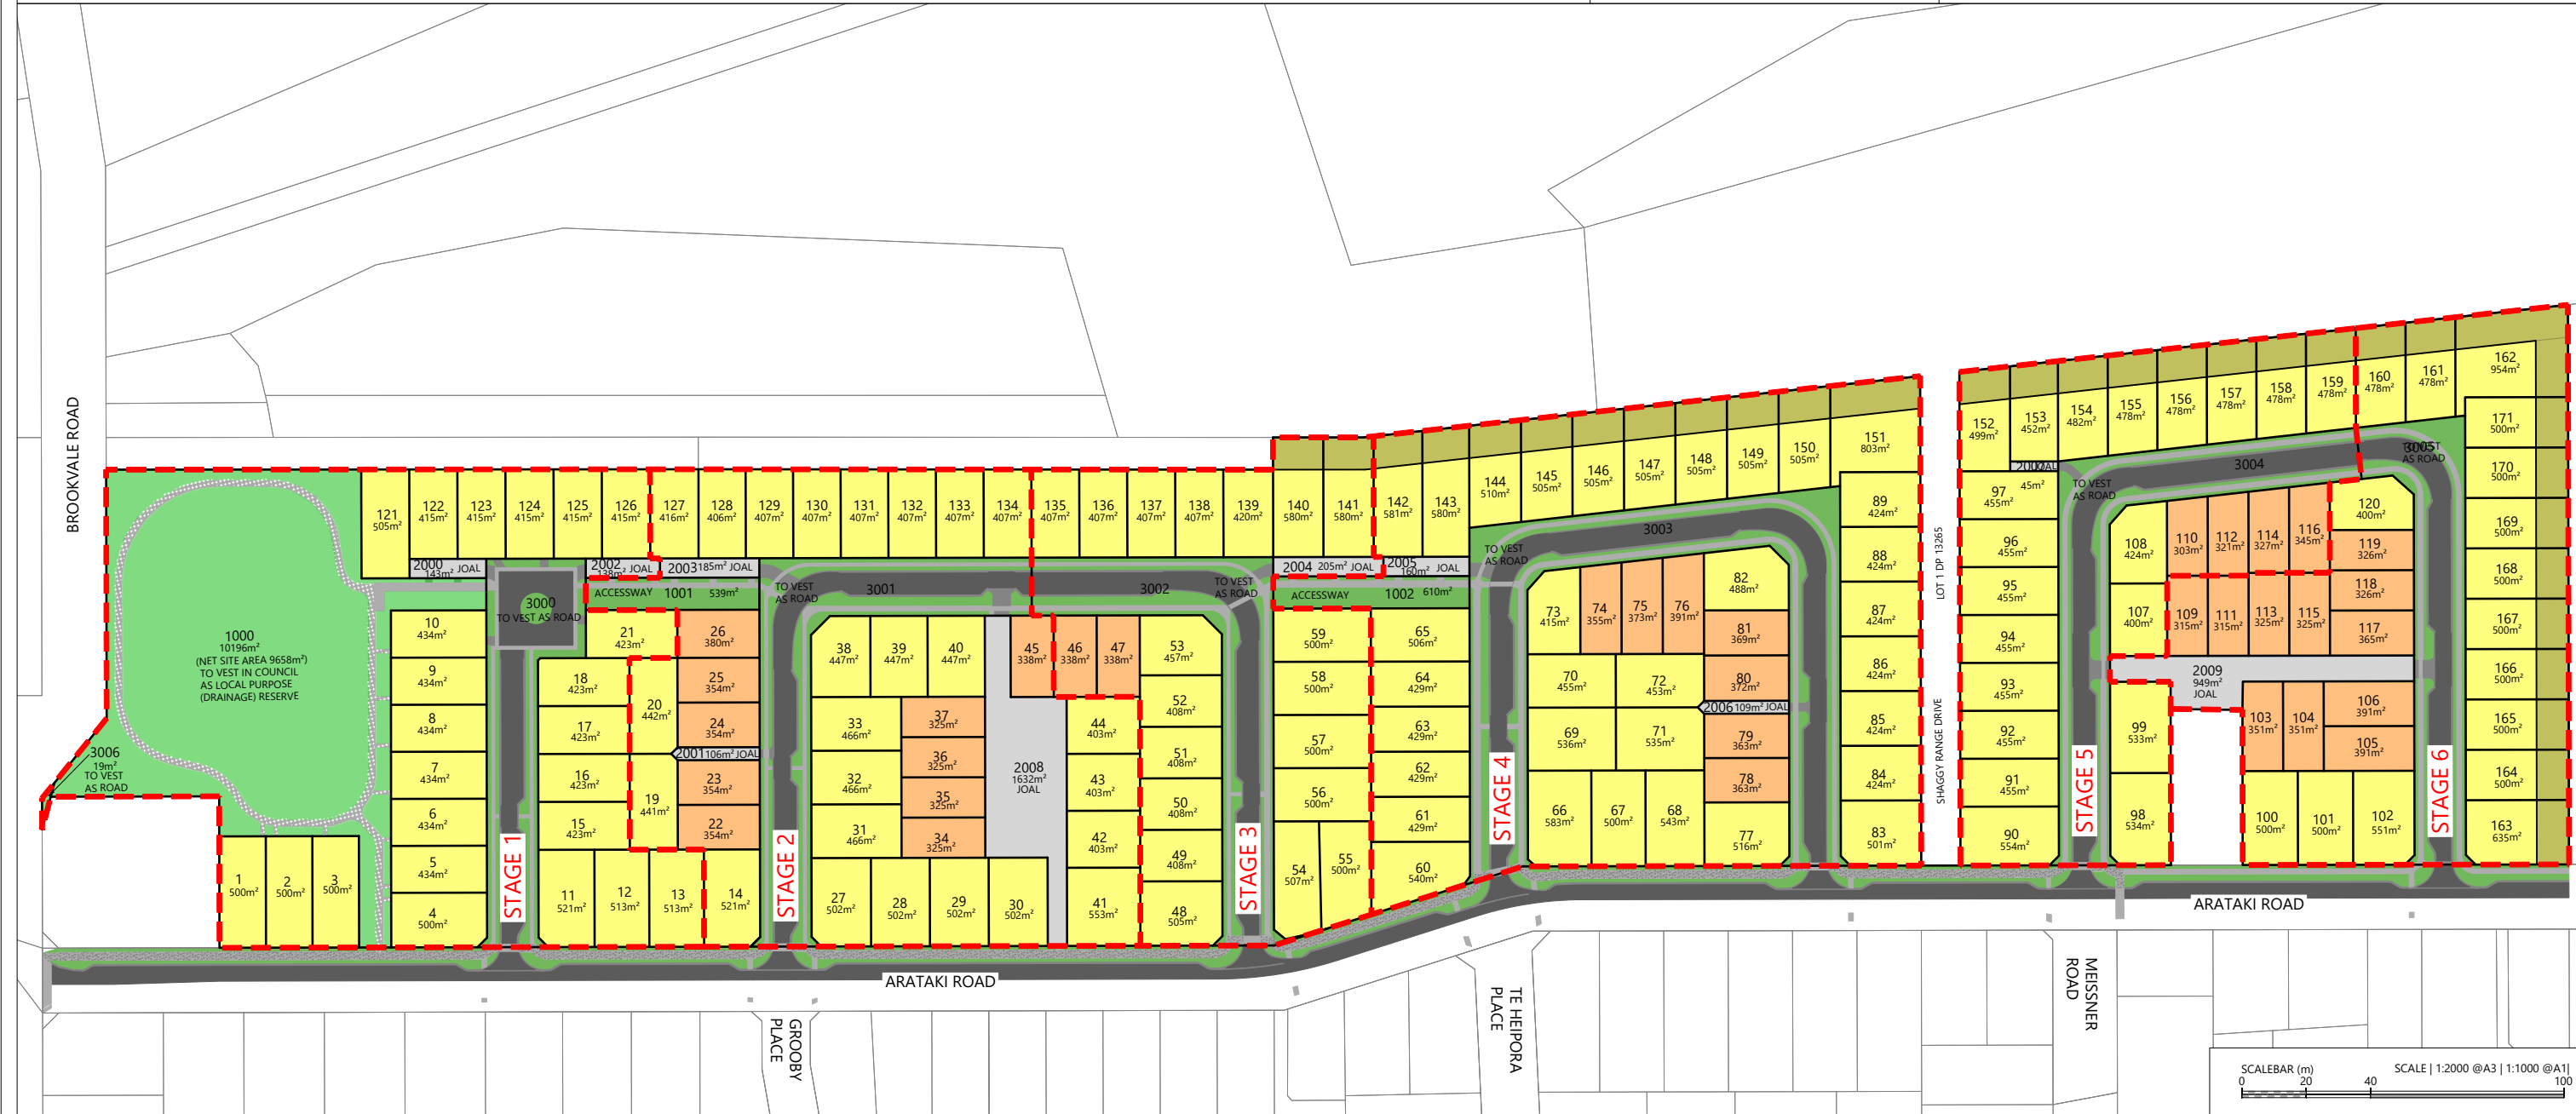 BROOKVALE ROAD
1000
10196m²
(NET SITE AREA 9658m²)
TO VEST IN COUNCIL
AS LOCAL PURPOSE
(DRAINAGE) RESERVE
3006
19m²
TO VEST
AS ROAD
1
500m²
2
500m²
3
500m²
4
500m²
5
434m²
6
434m²
7
434m²
8
434m²
9
434m²
10
434m²
121
505m²
122
415m²
123
415m²
124
415m²
125
415m²
126
415m²
2000
143m² JOAL
2002
138m² JOAL
3000
TO VEST AS ROAD
STAGE 1
ACCESSWAY 1001 539m²
21
423m²
18
423m²
17
423m²
16
423m²
15
423m²
11
521m²
12
513m²
13
513m²
14
521m²
20
442m²
19
441m²
26
380m²
25
354m²
24
354m²
2001 106m² JOAL
23
354m²
22
354m²
127
416m²
128
406m²
129
407m²
130
407m²
131
407m²
132
407m²
133
407m²
134
407m²
2003 185m² JOAL
TO VEST
AS ROAD
3001
STAGE 2
38
447m²
39
447m²
40
447m²
33
466m²
32
466m²
31
466m²
37
325m²
36
325m²
35
325m²
34
325m²
27
502m²
28
502m²
29
502m²
30
502m²
2008
1632m²
JOAL
45
338m²
46
338m²
47
338m²
44
403m²
43
403m²
42
403m²
41
553m²
135
407m²
136
407m²
137
407m²
138
407m²
139
420m²
3002
TO VEST
AS ROAD
53
457m²
52
408m²
51
408m²
50
408m²
49
408m²
48
505m²
STAGE 3
140
580m²
141
580m²
2004 205m² JOAL
ACCESSWAY 1002 610m²
59
500m²
58
500m²
57
500m²
56
500m²
54
507m²
55
500m²
142
581m²
143
580m²
2005
160m² JOAL
65
506m²
64
429m²
63
429m²
62
429m²
61
429m²
60
540m²
STAGE 4
TO VEST
AS ROAD
144
510m²
145
505m²
146
505m²
147
505m²
148
505m²
149
505m²
150
505m²
151
803m²
3003
73
415m²
74
355m²
75
373m²
76
391m²
82
488m²
81
369m²
80
372m²
2006 109m² JOAL
79
363m²
78
363m²
77
516m²
70
455m²
72
453m²
69
536m²
71
535m²
66
583m²
67
500m²
68
543m²
89
424m²
88
424m²
87
424m²
86
424m²
85
424m²
84
424m²
83
501m²
LOT 1 DP 13265
SHAGGY RANGE DRIVE
152
499m²
153
452m²
154
482m²
155
478m²
156
478m²
157
478m²
158
478m²
159
478m²
160
478m²
161
478m²
162
954m²
JOAL
45m²
97
455m²
96
455m²
95
455m²
94
455m²
93
455m²
92
455m²
91
455m²
90
554m²
STAGE 5
TO VEST
AS ROAD
3004
3005
TO VEST
AS ROAD
108
424m²
107
400m²
110
303m²
112
321m²
114
327m²
116
345m²
109
315m²
111
315m²
113
325m²
115
325m²
120
400m²
119
326m²
118
326m²
117
365m²
2009
949m²
JOAL
99
533m²
98
534m²
103
351m²
104
351m²
106
391m²
105
391m²
100
500m²
101
500m²
102
551m²
STAGE 6
171
500m²
170
500m²
169
500m²
168
500m²
167
500m²
166
500m²
165
500m²
164
500m²
163
635m²
ARATAKI ROAD
ARATAKI ROAD
GROOBY
PLACE
TE HEIPORA
PLACE
MEISSNER
ROAD
SCALEBAR (m)
SCALE | 1:2000 @A3 | 1:1000 @A1|
0 20 40 100